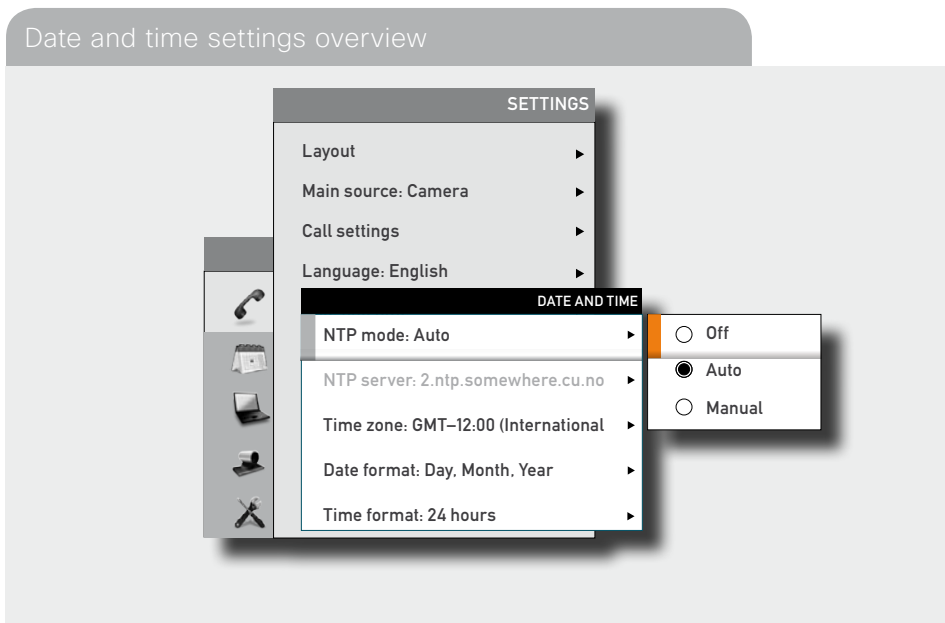 Date and time settings overview
SETTINGS
Layout
Main source: Camera
Call settings
Language: English
DATE AND TIME
NTP mode: Auto
NTP server: 2.ntp.somewhere.cu.no
Time zone: GMT–12:00 (International
Date format: Day, Month, Year
Time format: 24 hours
Off
Auto
Manual